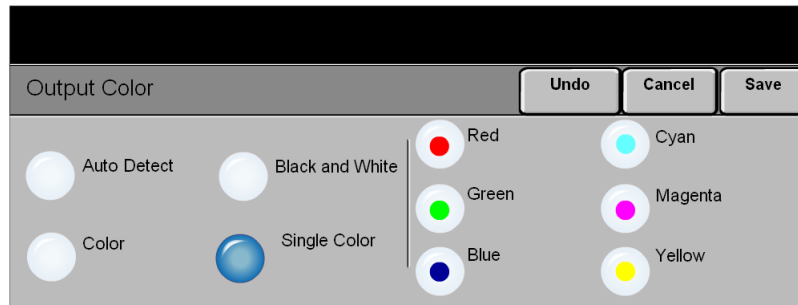 Output Color
Undo
Cancel
Save
Auto Detect
Black and White
Red
Cyan
Green
Magenta
Color
Single Color
Blue
Yellow